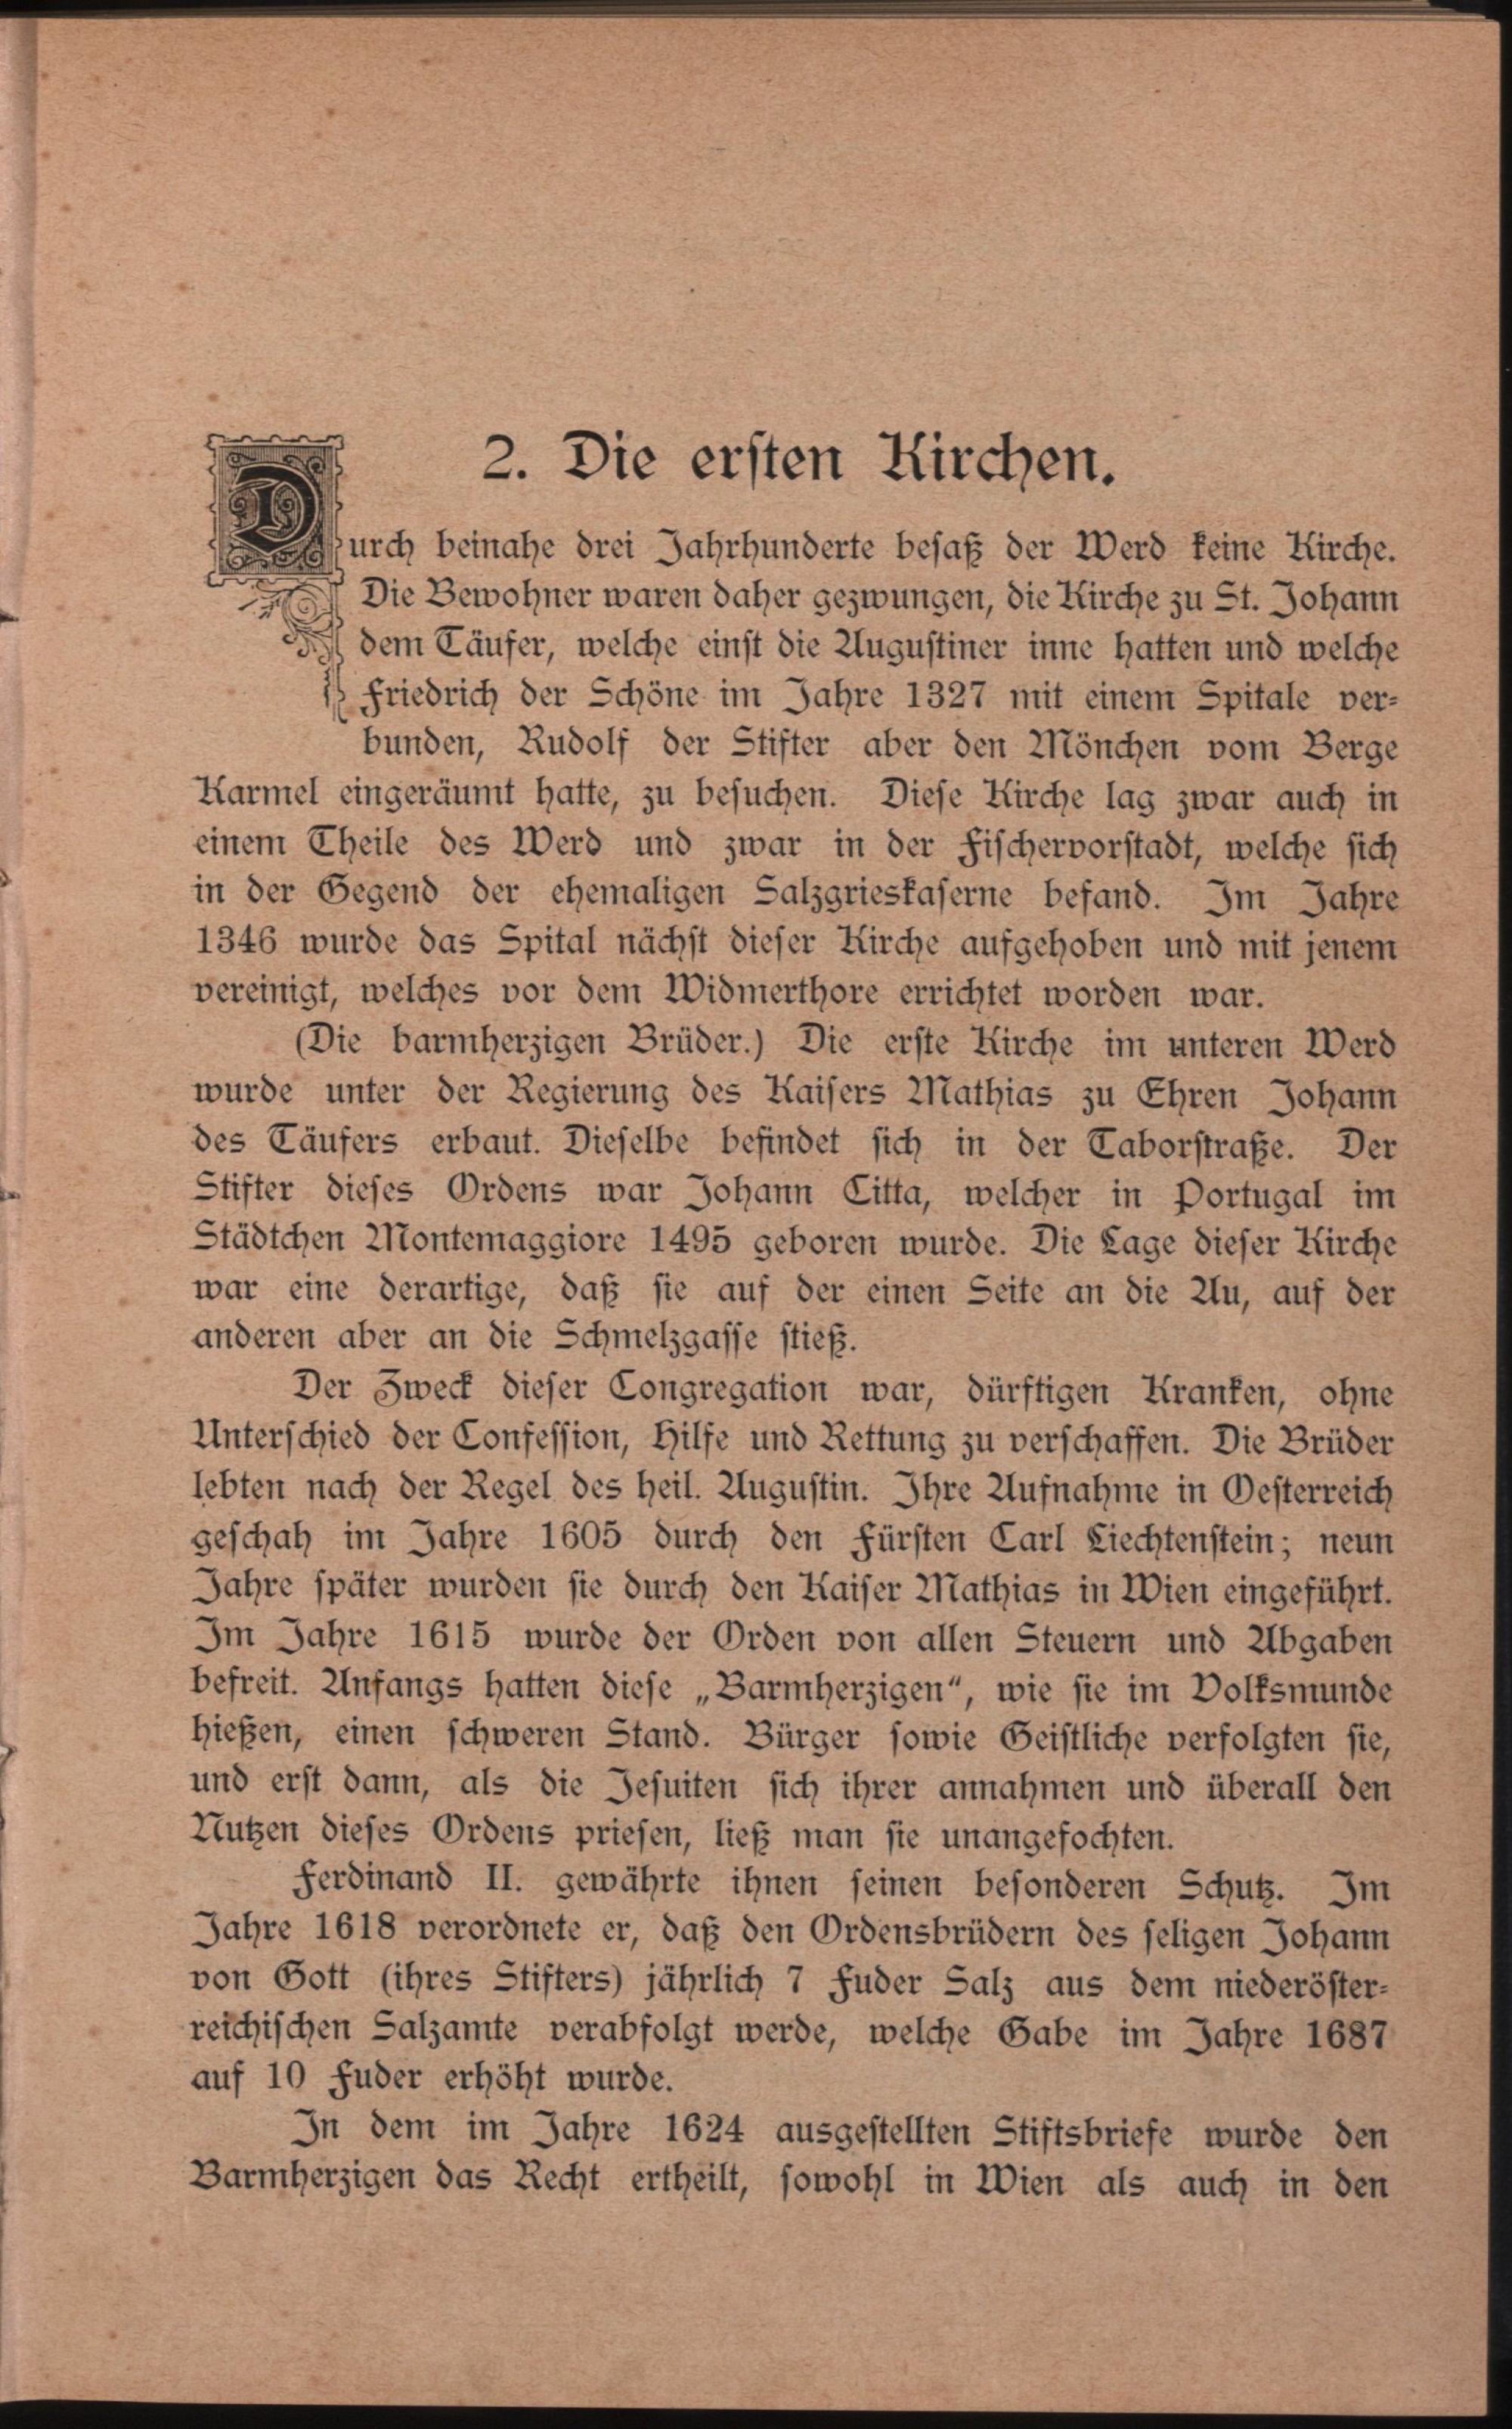 2. Die ersten Kirchen.
Durch beinahe drei Jahrhunderte besaß der Werd keine Kirche.
Die Bewohner waren daher gezwungen, die Kirche zu St. Johann
dem Täufer, welche einst die Augustiner inne hatten und welche
Friedrich der Schöne im Jahre 1327 mit einem Spitale ver-
bunden, Rudolf der Stifter aber den Mönchen vom Berge
Karmel eingeräumt hatte, zu besuchen. Diese Kirche lag zwar auch in
einem Theile des Werd und zwar in der Fischervorstadt, welche sich
in der Gegend der ehemaligen Salzgrieskaserne befand. Im Jahre
1346 wurde das Spital nächst dieser Kirche aufgehoben und mit jenem
vereinigt, welches vor dem Widmerthore errichtet worden war.
(Die barmherzigen Brüder.) Die erste Kirche im unteren Werd
wurde unter der Regierung des Kaisers Mathias zu Ehren Johann
des Täufers erbaut. Dieselbe befindet sich in der Taborstraße. Der
Stifter dieses Ordens war Johann Citta, welcher in Portugal im
Städtchen Montemaggiore 1495 geboren wurde. Die Lage dieser Kirche
war eine derartige, daß sie auf der einen Seite an die Au, auf der
anderen aber an die Schmelzgasse stieß.
Der Zweck dieser Congregation war, dürftigen Kranken, ohne
Unterschied der Confession, Hilfe und Rettung zu verschaffen. Die Brüder
lebten nach der Regel des heil. Augustin. Ihre Aufnahme in Oesterreich
geschah im Jahre 1605 durch den Fürsten Carl Liechtenstein; neun
Jahre später wurden sie durch den Kaiser Mathias in Wien eingeführt.
Im Jahre 1615 wurde der Orden von allen Steuern und Abgaben
befreit. Anfangs hatten diese „Barmherzigen“, wie sie im Volksmunde
hießen, einen schweren Stand. Bürger sowie Geistliche verfolgten sie,
und erst dann, als die Jesuiten sich ihrer annahmen und überall den
Nutzen dieses Ordens priesen, ließ man sie unangefochten.
Ferdinand II. gewährte ihnen seinen besonderen Schutz. Im
Jahre 1618 verordnete er, daß den Ordensbrüdern des seligen Johann
von Gott (ihres Stifters) jährlich 7 Fuder Salz aus dem niederöster-
reichischen Salzamte verabfolgt werde, welche Gabe im Jahre 1687
auf 10 Fuder erhöht wurde.
In dem im Jahre 1624 ausgestellten Stiftsbriefe wurde den
Barmherzigen das Recht ertheilt, sowohl in Wien als auch in den